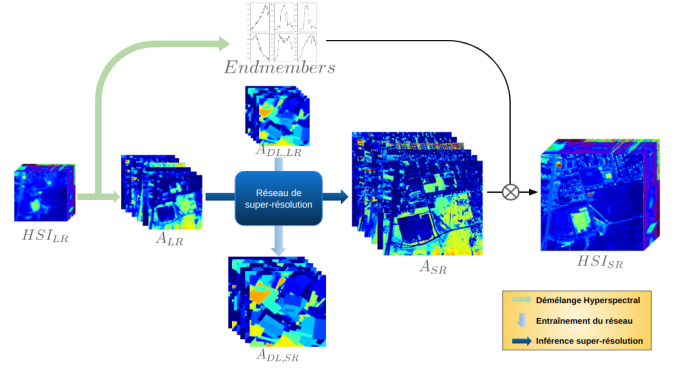 Endmembers
A_DL,LR
Réseau de
super-résolution
HSI_LR
A_LR
A_SR
HSI_SR
A_DL,SR
Démélange Hyperspectral
Entraînement du réseau
Inférence super-résolution